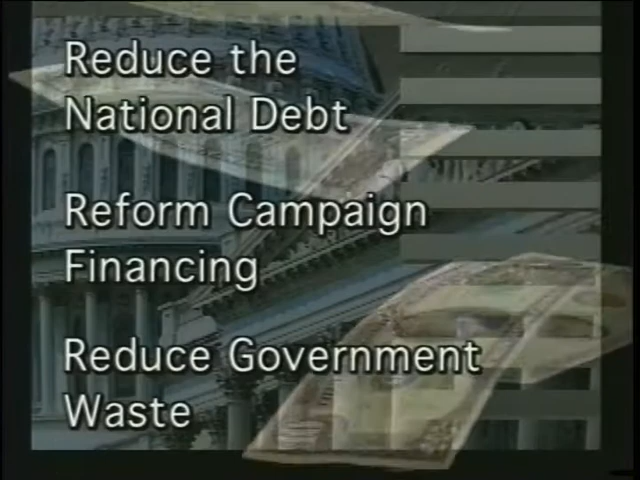 Reduce the
National Debt
Reform Campaign
Financing
Reduce Government
Waste